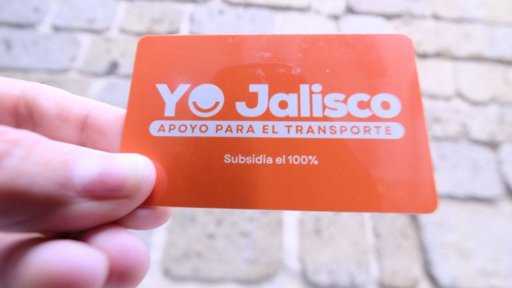 YO Jalisco
APOYO PARA EL TRANSPORTE
Subsidia el 100%